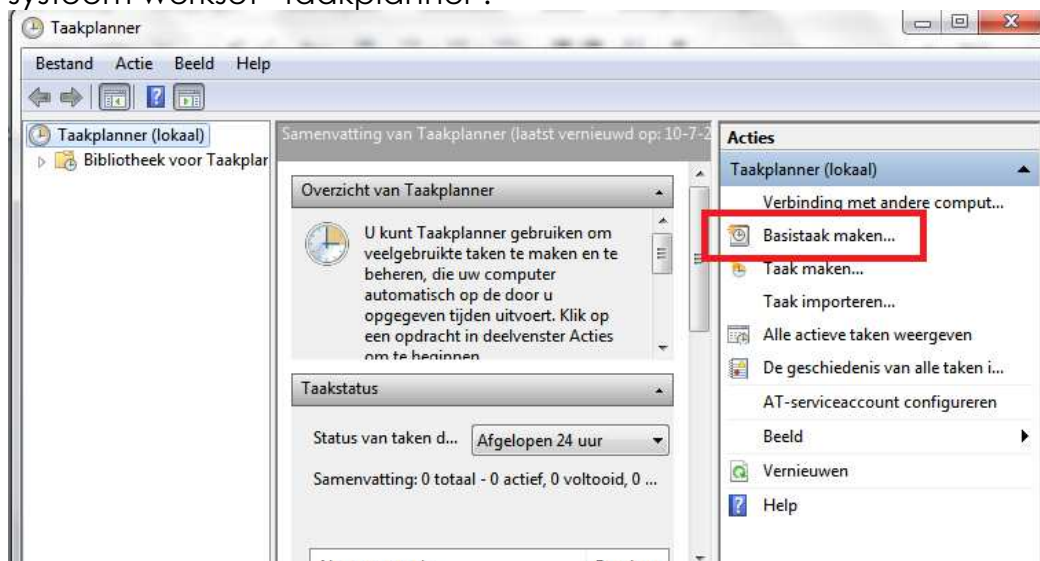 systeem werkset "taakplanner".
Taakplanner
Bestand Actie Beeld Help
Taakplanner (lokaal)
Bibliotheek voor Taakplan
Samenvatting van Taakplanner (laatst vernieuwd op: 10-7-2
Overzicht van Taakplanner
U kunt Taakplanner gebruiken om
veelgebruikte taken te maken en te
beheren, die uw computer
automatisch op de door u
opgegeven tijden uitvoert. Klik op
een opdracht in deelvenster Acties
om te beginnen
Taakstatus
Status van taken d... Afgelopen 24 uur
Samenvatting: 0 totaal - 0 actief, 0 voltooid, 0 ...
Acties
Taakplanner (lokaal)
Verbinding met andere comput...
Basistaak maken...
Taak maken...
Taak importeren...
Alle actieve taken weergeven
De geschiedenis van alle taken i...
AT-serviceaccount configureren
Beeld
Vernieuwen
Help